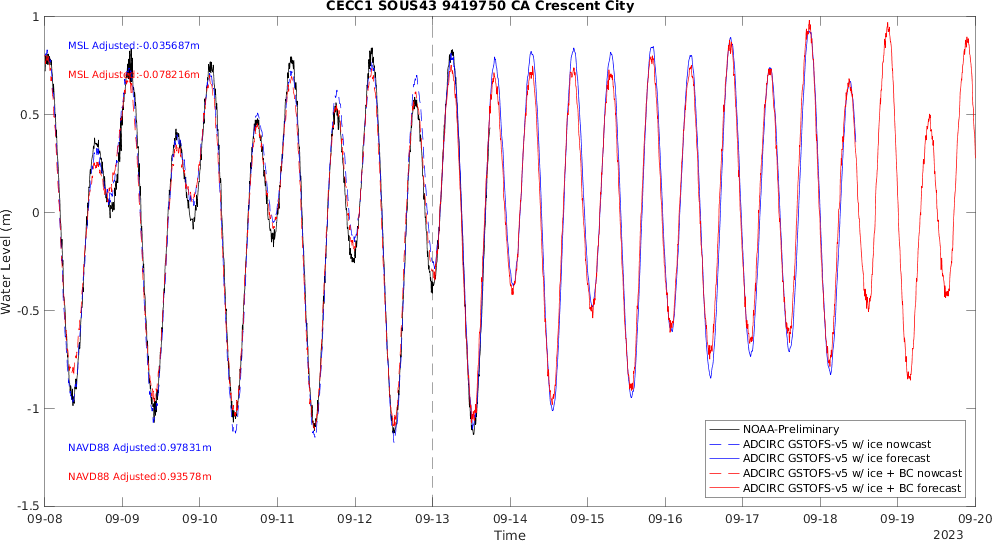 CECC1 SOUS43 9419750 CA Crescent City
MSL Adjusted:-0.035687m
MSL Adjusted:-0.078216m
NAVD88 Adjusted:0.97831m
NAVD88 Adjusted:0.93578m
Water Level (m)
1
0.5
0
-0.5
-1
-1.5
NOAA-Preliminary
ADCIRC GSTOFS-v5 w/ ice nowcast
ADCIRC GSTOFS-v5 w/ ice forecast
ADCIRC GSTOFS-v5 w/ ice + BC nowcast
ADCIRC GSTOFS-v5 w/ ice + BC forecast
09-08 09-09 09-10 09-11 09-12 09-13 09-14 09-15 09-16 09-17 09-18 09-19 09-20
Time
2023